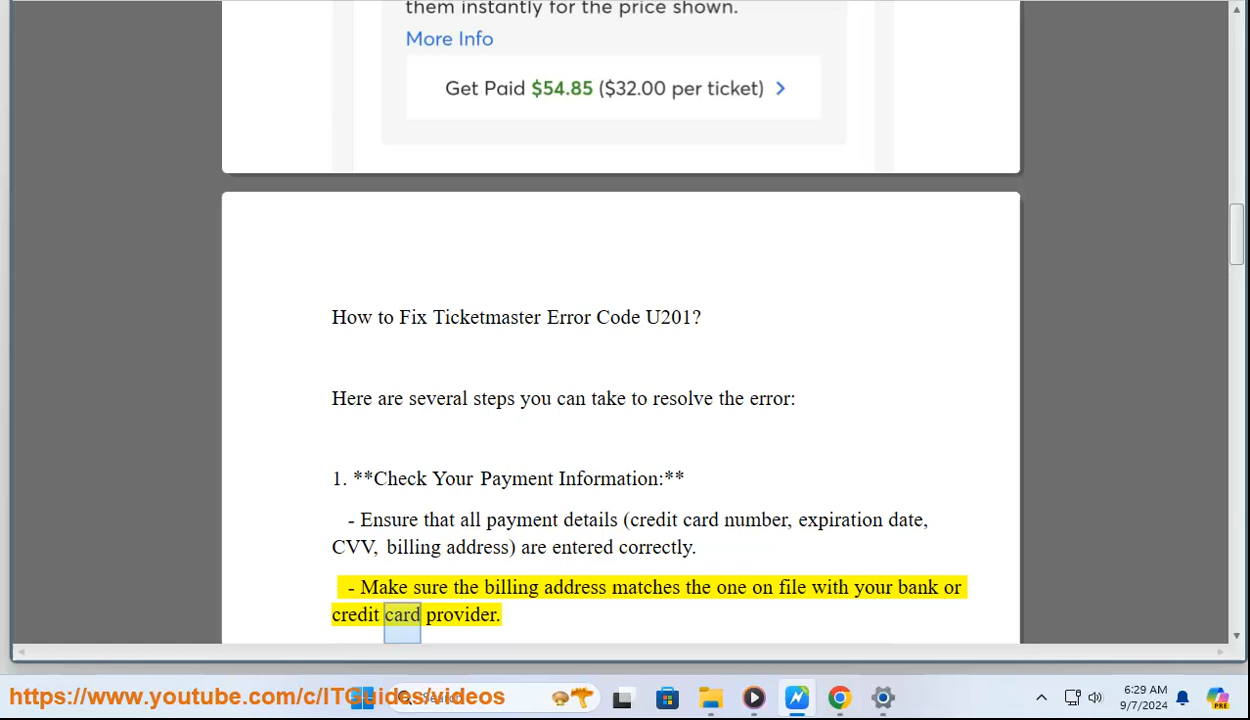 them instantly for the price shown.
More Info
Get Paid $54.85 ($32.00 per ticket) >
How to Fix Ticketmaster Error Code U201?
Here are several steps you can take to resolve the error:
1. **Check Your Payment Information:**
- Ensure that all payment details (credit card number, expiration date,
CVV, billing address) are entered correctly.
- Make sure the billing address matches the one on file with your bank or
credit card provider.
https://www.youtube.com/c/ITGuides/videos
Search
6:29 AM
9/7/2024
PRE